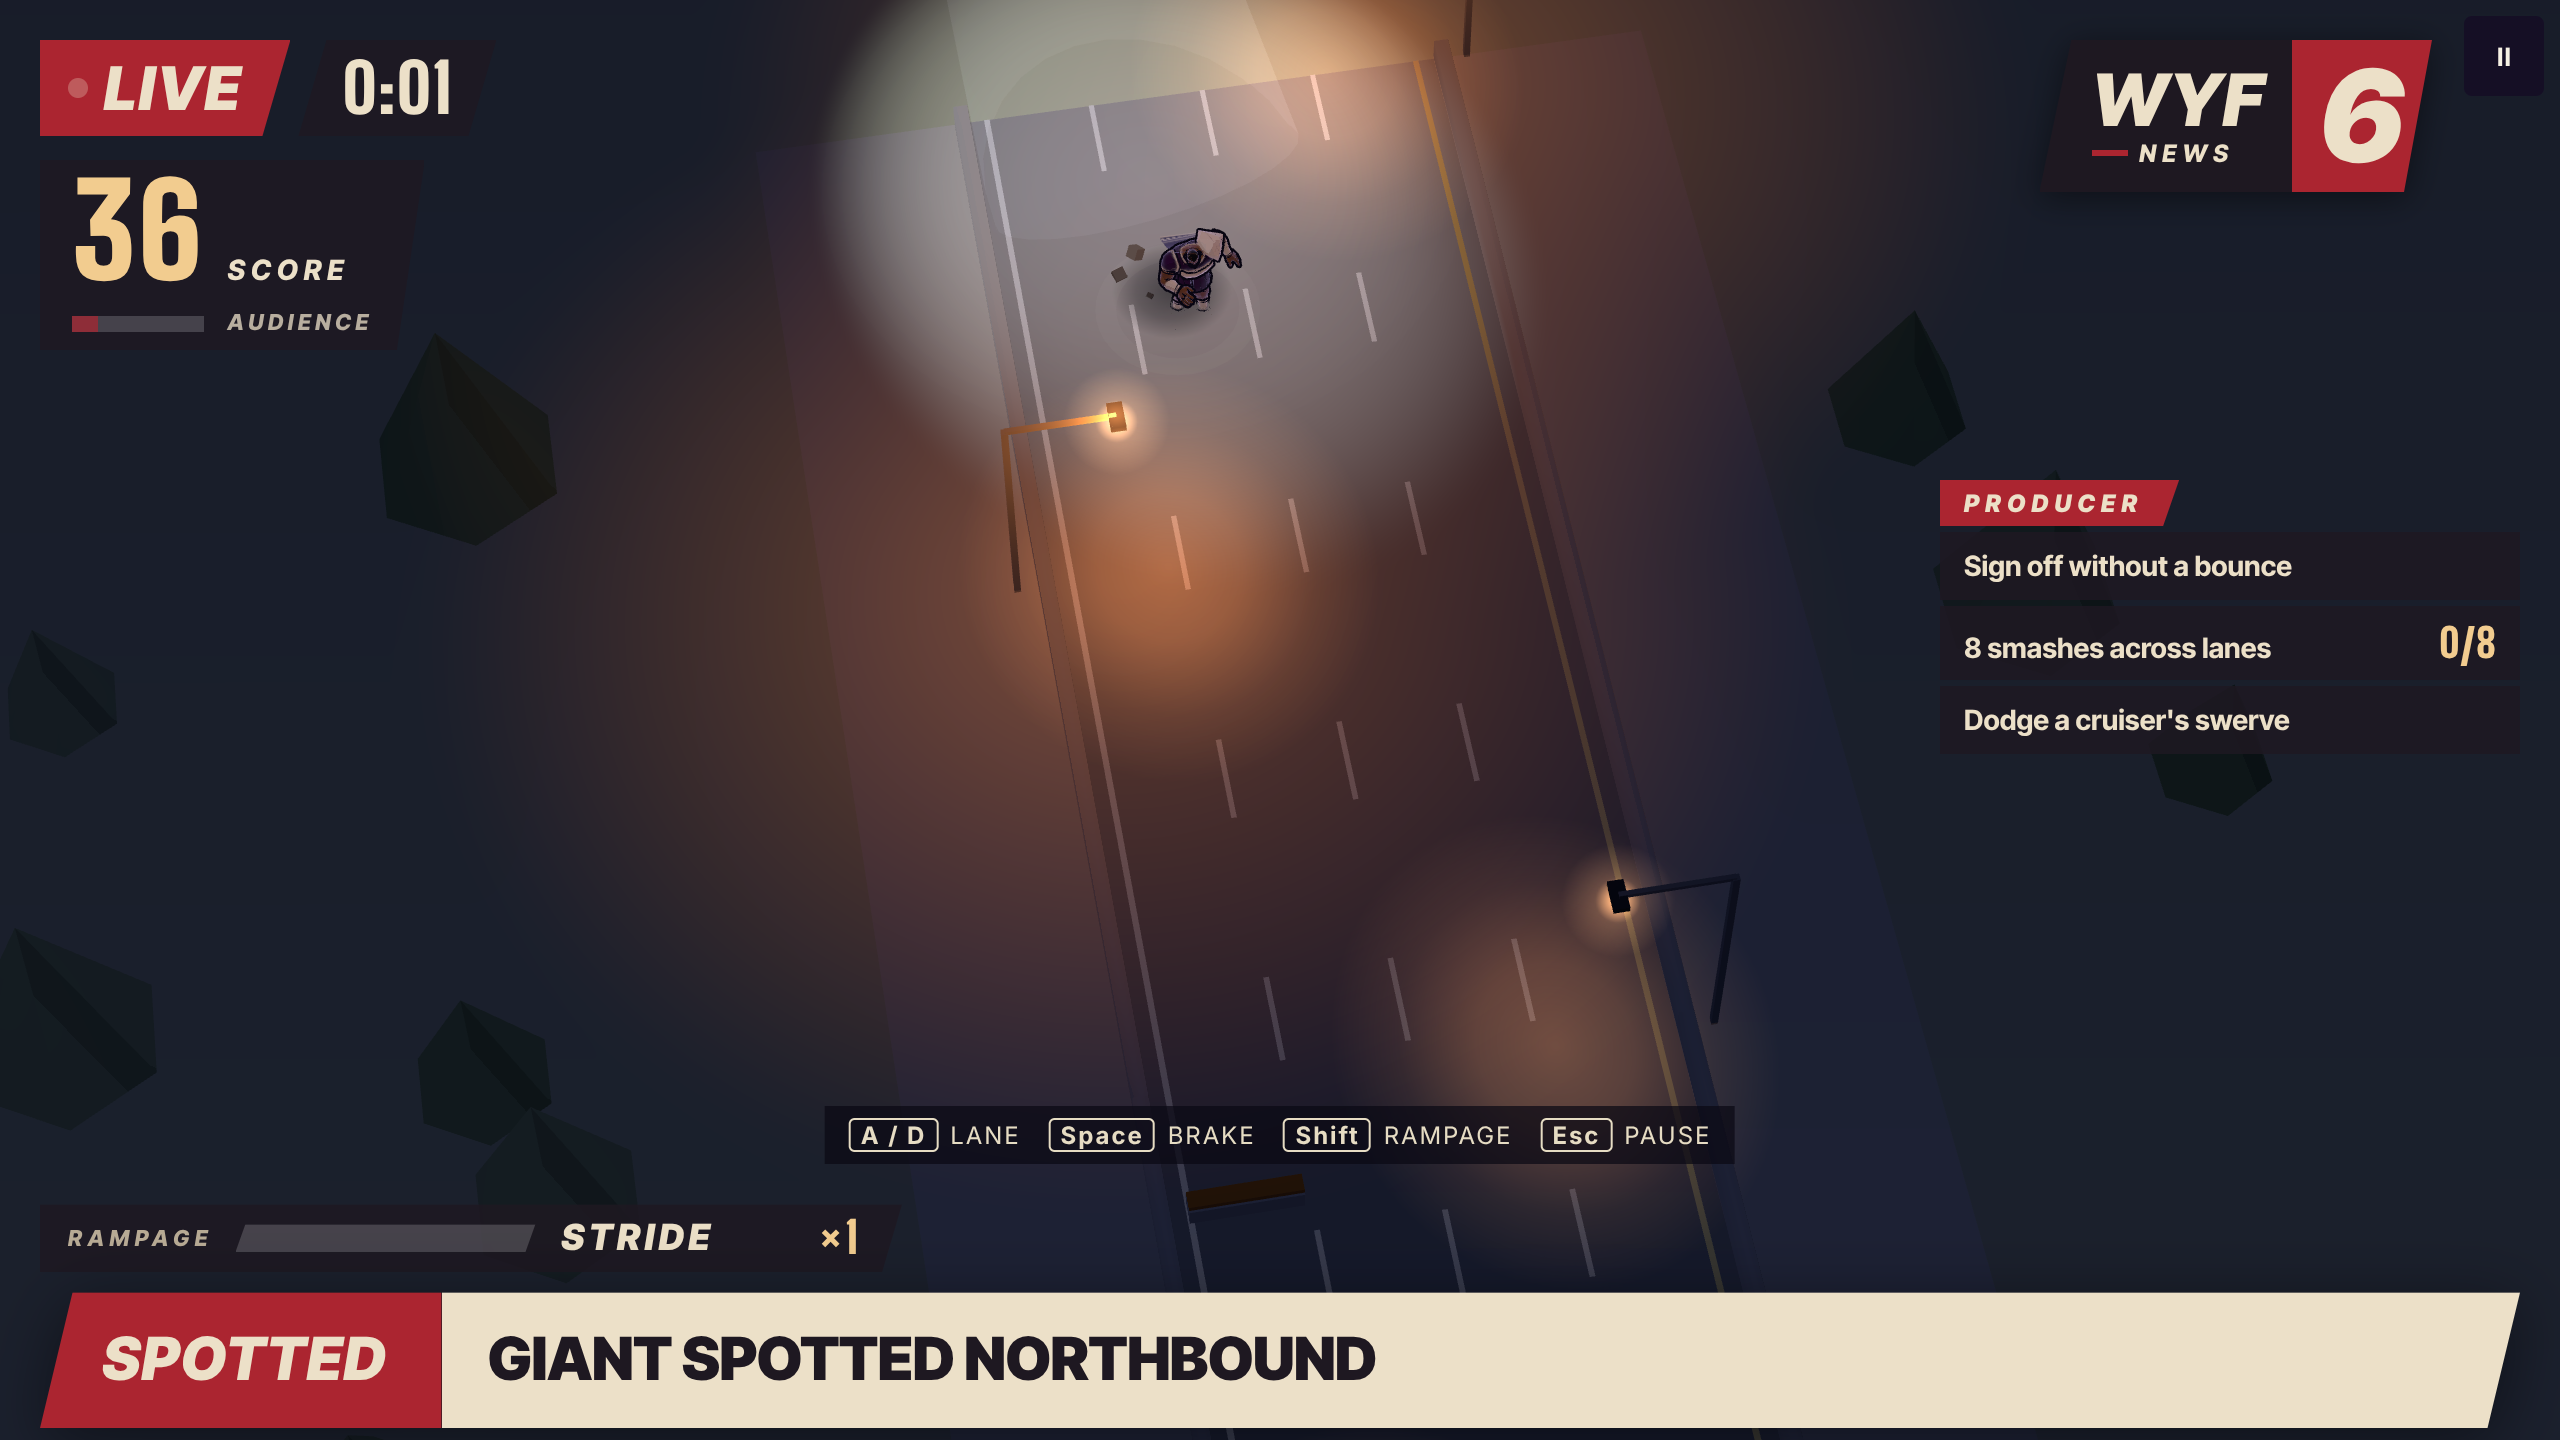 LIVE
0:01
36 SCORE
AUDIENCE
WYF
NEWS
6
PRODUCER
Sign off without a bounce
8 smashes across lanes 0/8
Dodge a cruiser's swerve
A / D LANE Space BRAKE Shift RAMPAGE Esc PAUSE
RAMPAGE STRIDE ×1
SPOTTED GIANT SPOTTED NORTHBOUND